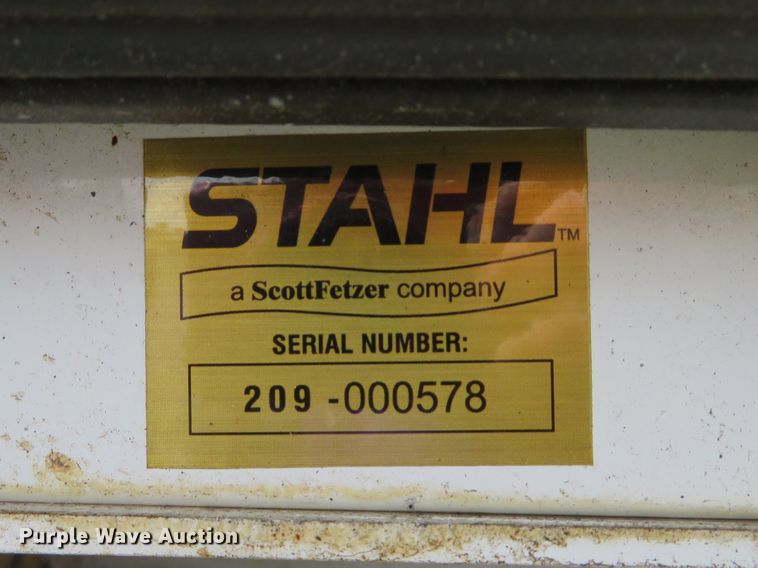 STAHL™
a ScottFetzer company
SERIAL NUMBER:
209-000578
Purple Wave Auction